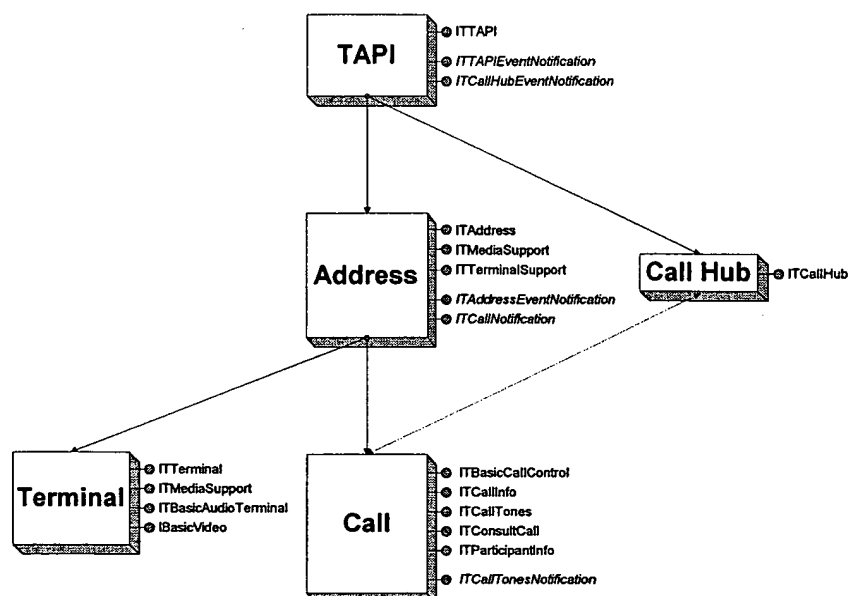 TAPI
ITTAPI
ITTAPIEventNotification
ITCallHubEventNotification
Address
ITAddress
ITMediaSupport
ITTerminalSupport
ITAddressEventNotification
ITCallNotification
Call Hub
ITCallHub
Terminal
ITTerminal
ITMediaSupport
ITBasicAudioTerminal
IBasicVideo
Call
ITBasicCallControl
ITCallInfo
ITCallTones
ITConsultCall
ITParticipantInfo
ITCallTonesNotification